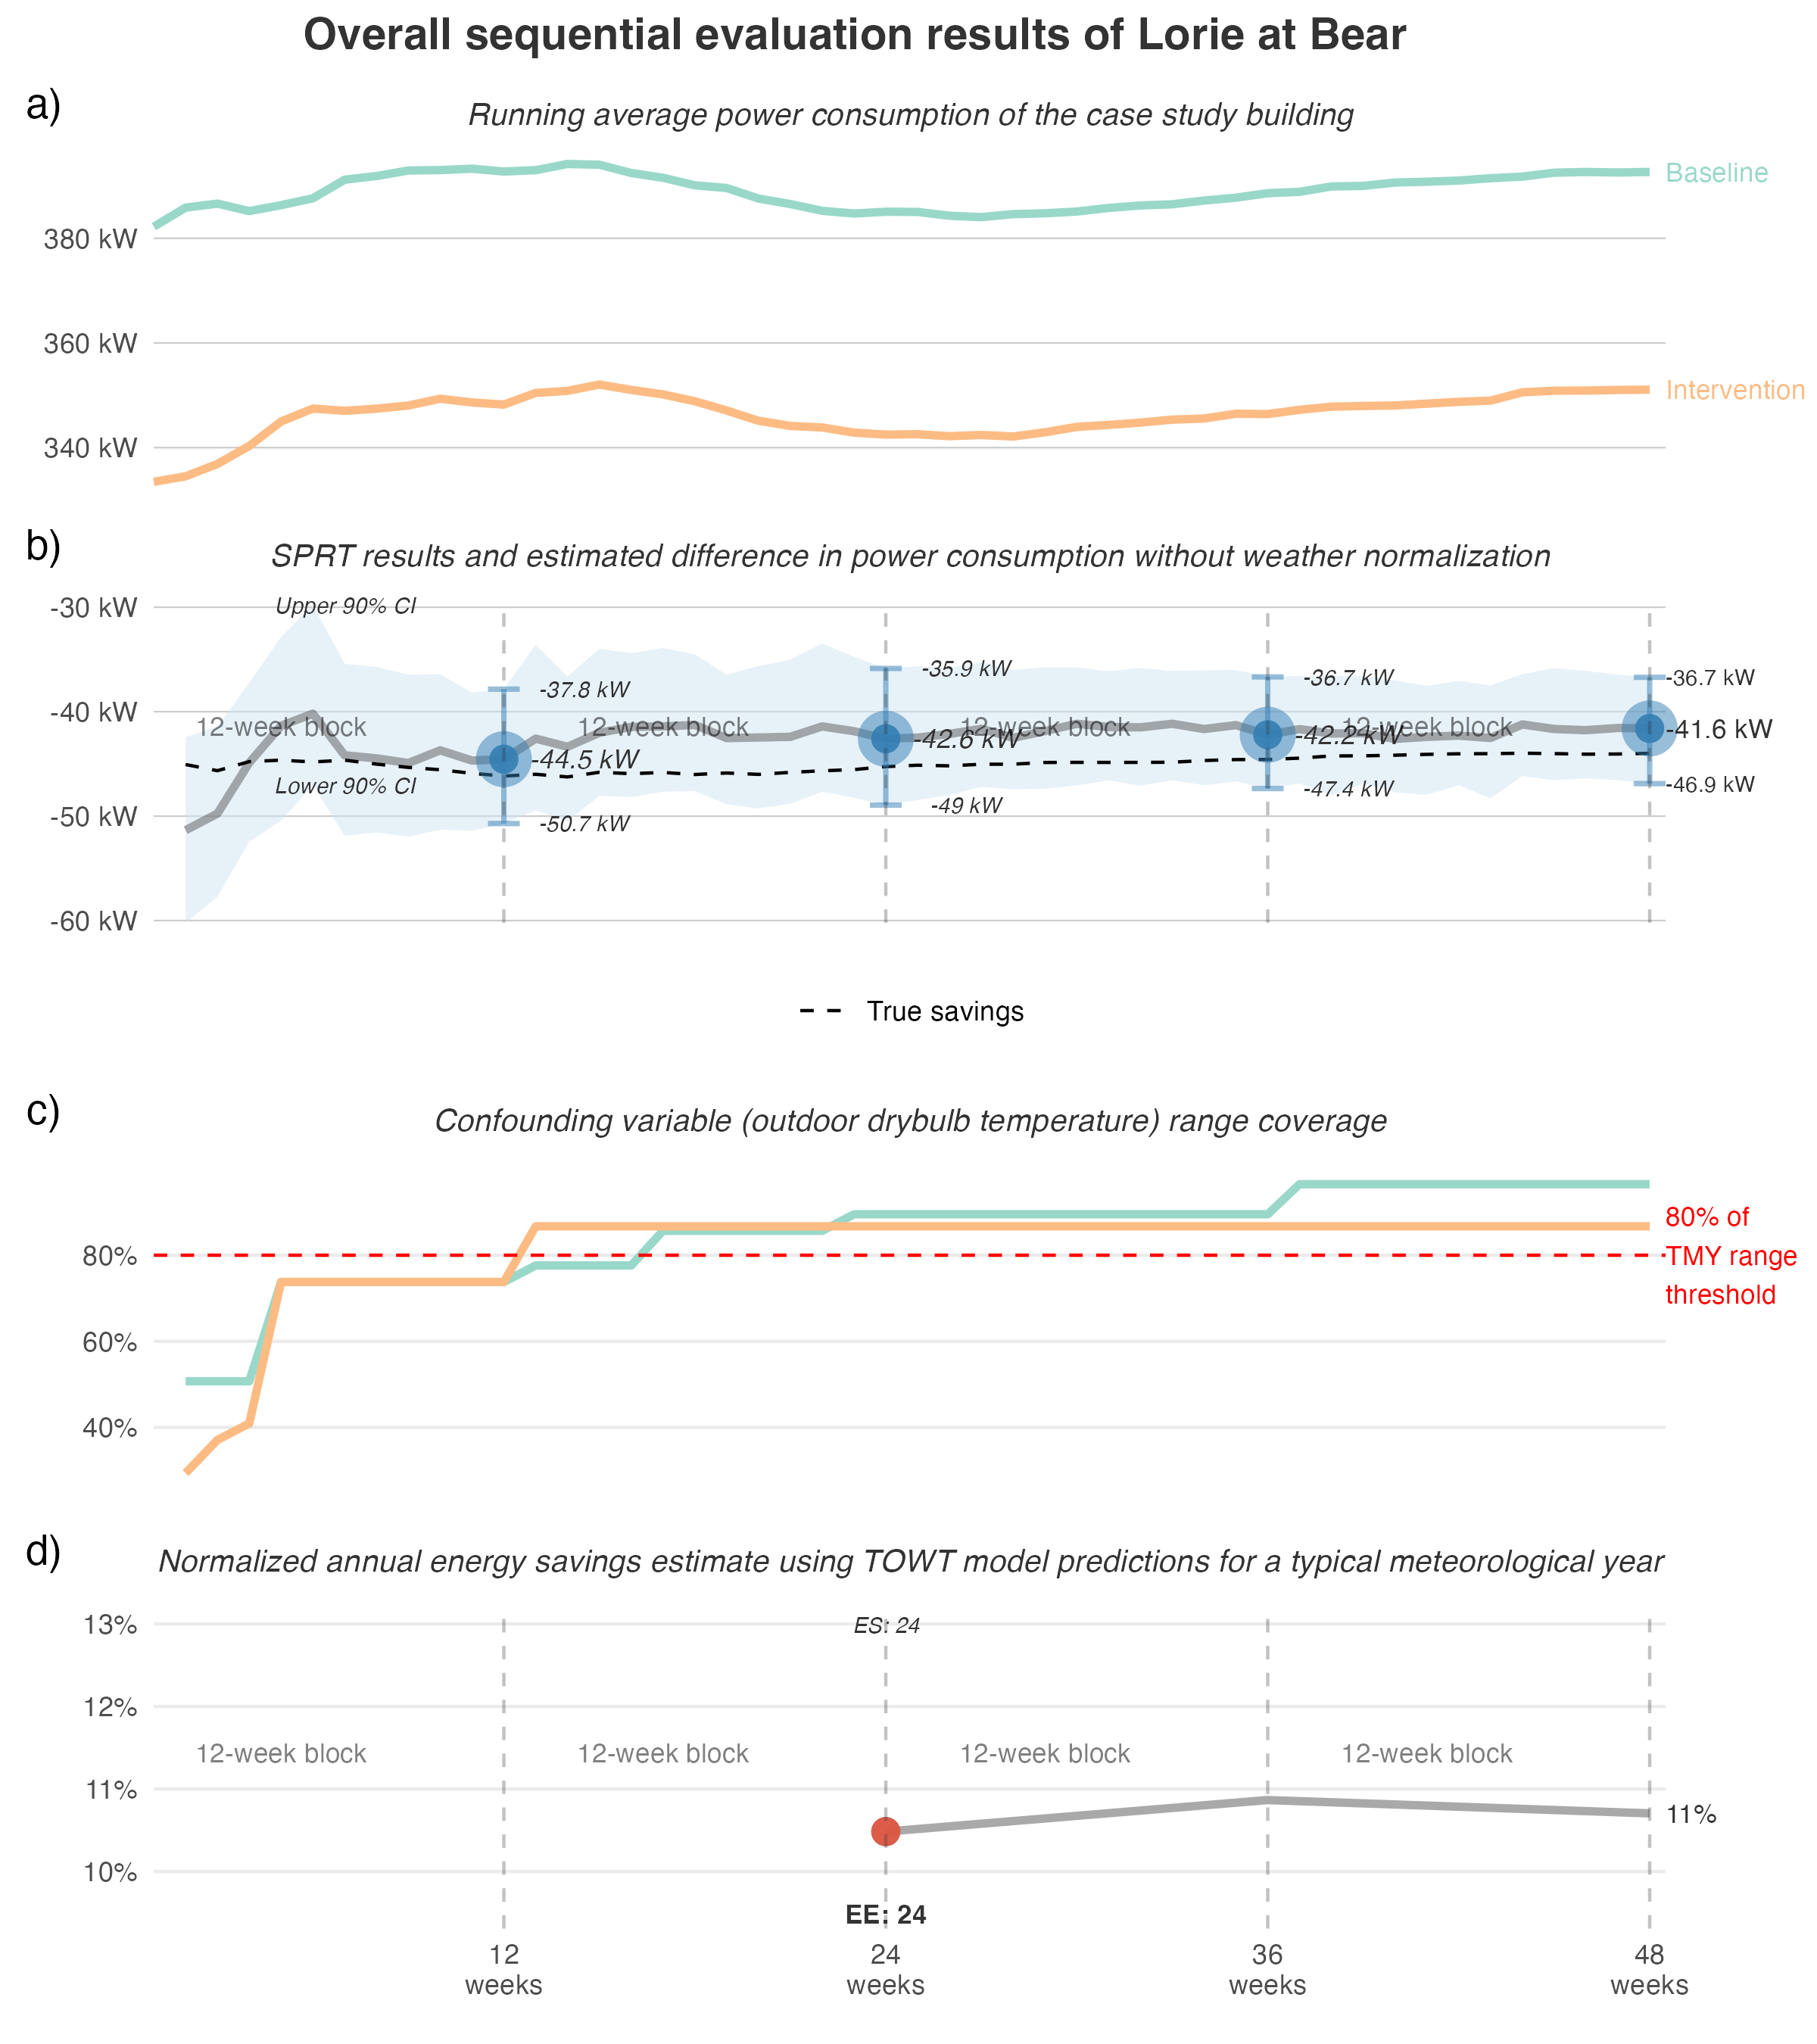 Overall sequential evaluation results of Lorie at Bear
a)
Running average power consumption of the case study building
Baseline
380 kW
360 kW
Intervention
340 kW
b)
SPRT results and estimated difference in power consumption without weather normalization
-30 kW
Upper 90% CI
-35.9 kW
-36.7 kW
-36.7 kW
-37.8 kW
-40 kW
12-week block
12-week block
12-week block
12-week block
-44.5 kW
-42.6 kW
-42.2 kW
-41.6 kW
Lower 90% CI
-50 kW
-50.7 kW
-49 kW
-47.4 kW
-46.9 kW
-60 kW
True savings
c)
Confounding variable (outdoor drybulb temperature) range coverage
80% of
TMY range
threshold
80%
60%
40%
d)
Normalized annual energy savings estimate using TOWT model predictions for a typical meteorological year
13%
ES: 24
12%
12-week block
12-week block
12-week block
12-week block
11%
11%
10%
EE: 24
12
weeks
24
weeks
36
weeks
48
weeks